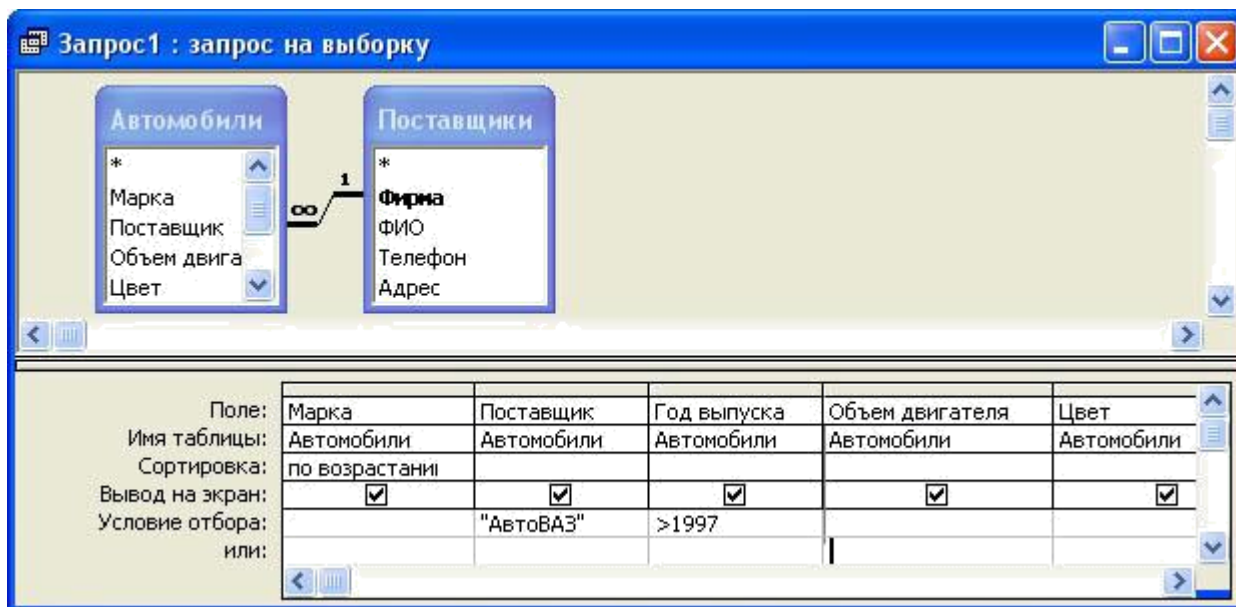 Запрос1 : запрос на выборку
Автомобили
*
Марка
Поставщик
Объем двига
Цвет
∞ 1
Поставщики
*
Фирма
ФИО
Телефон
Адрес
Поле: Марка Поставщик Год выпуска Объем двигателя Цвет
Имя таблицы: Автомобили Автомобили Автомобили Автомобили Автомобили
Сортировка: по возрастани
Вывод на экран:
Условие отбора: "АвтоВАЗ" >1997
или: